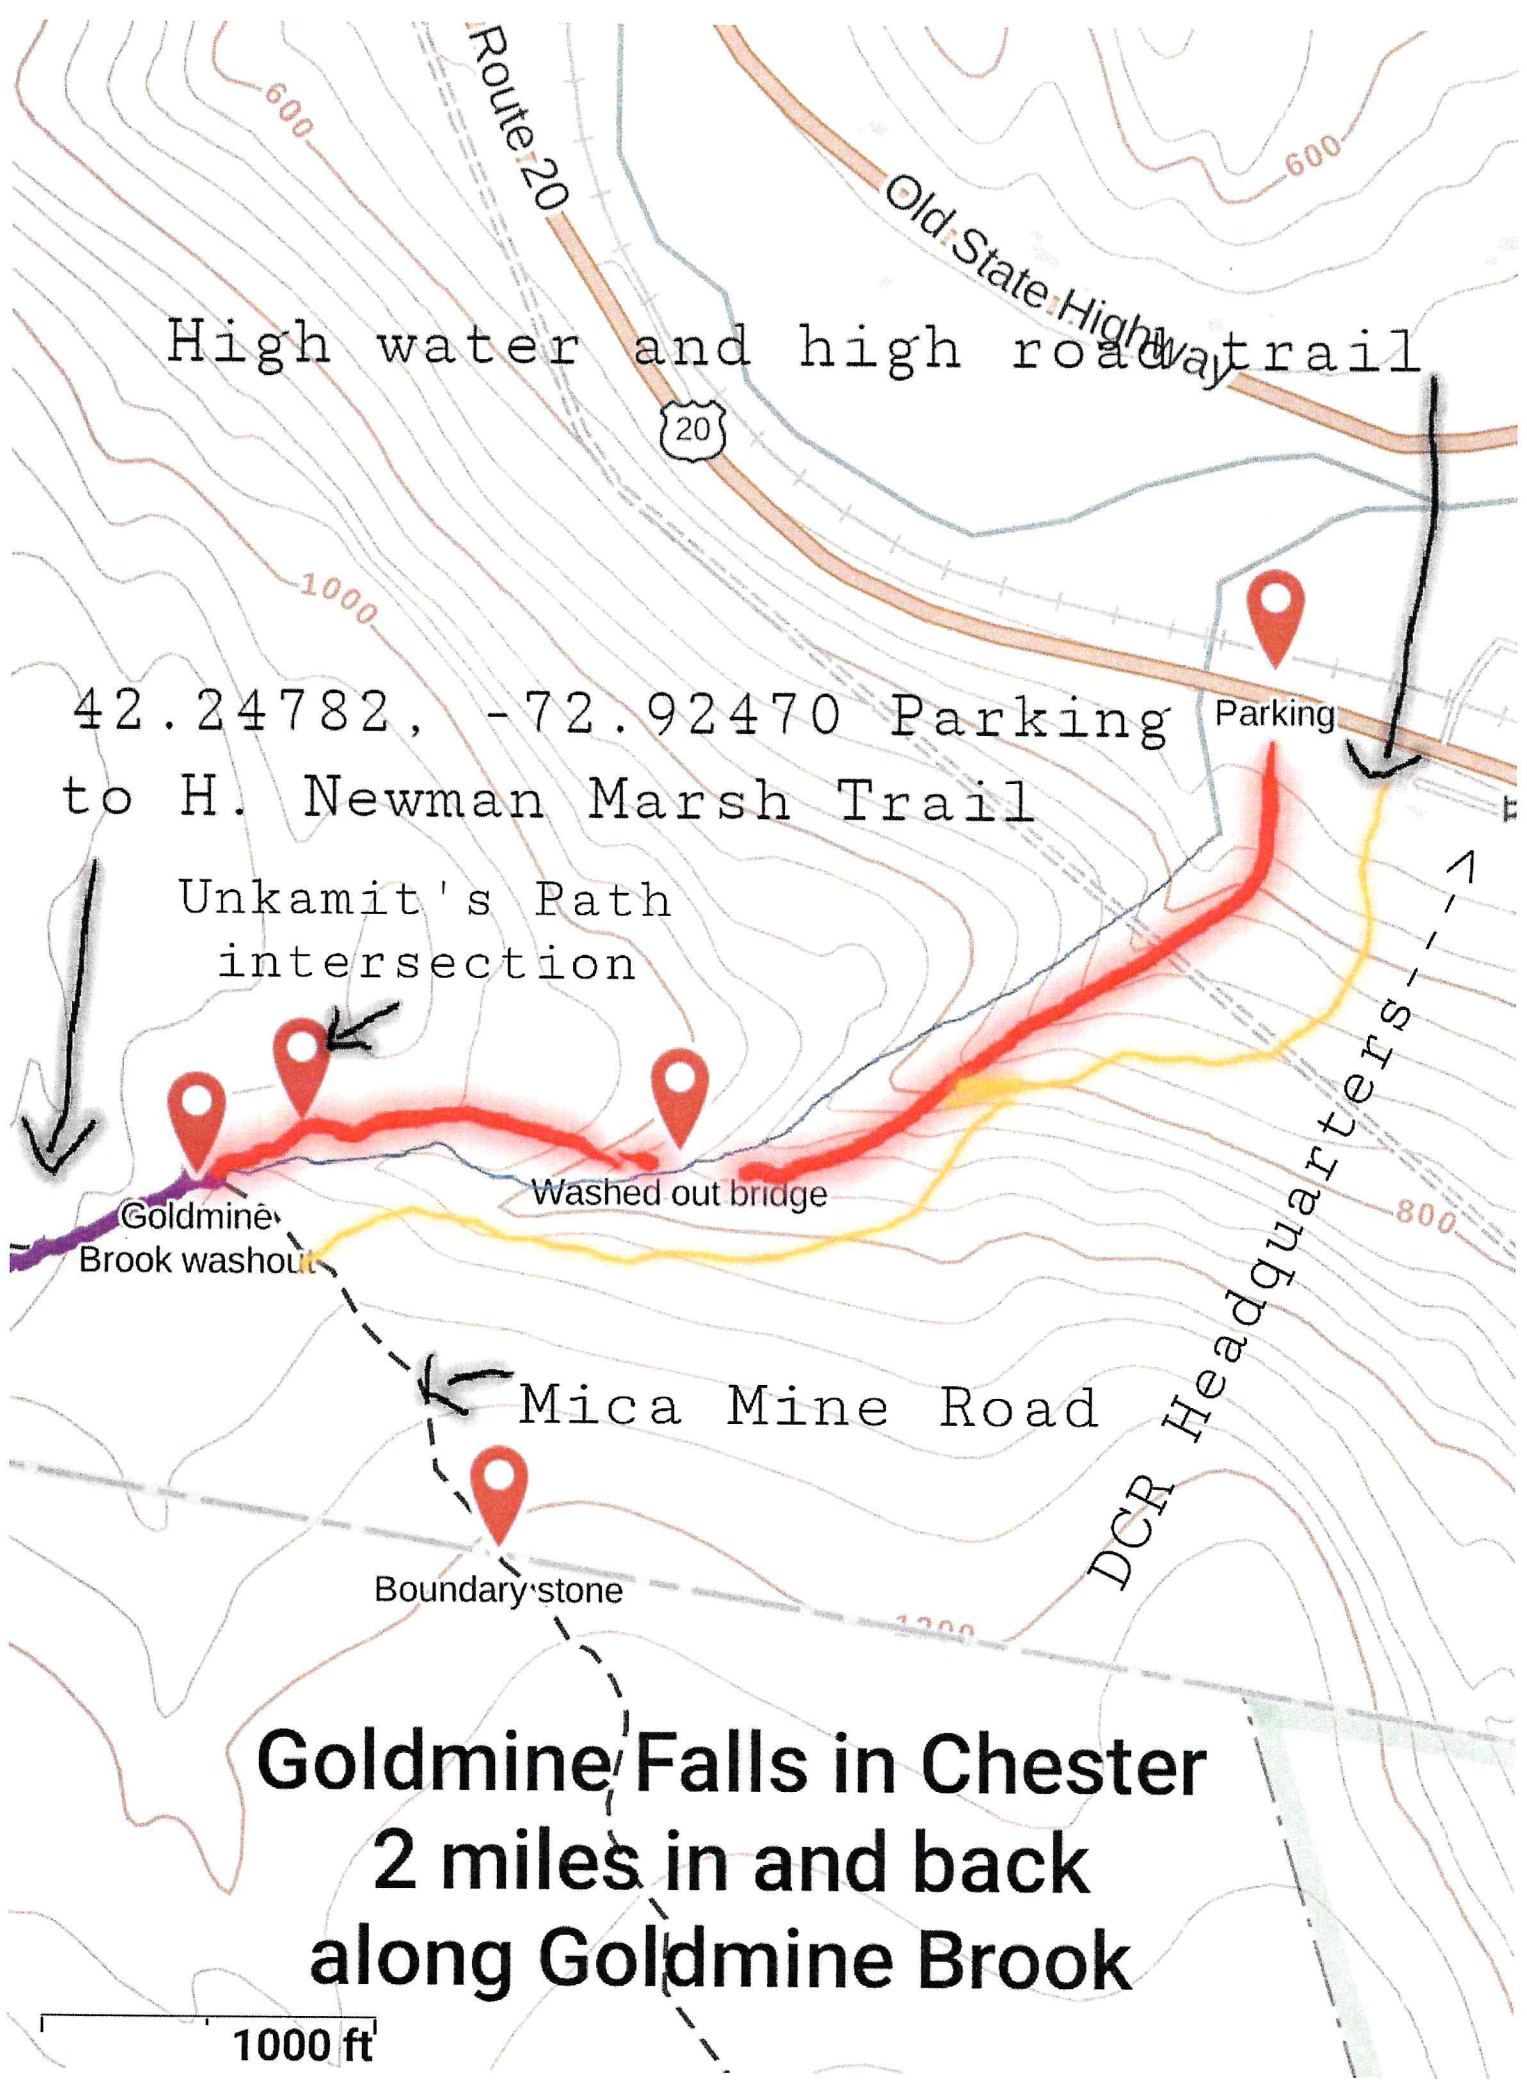 Route 20
600
600
Old State Highway
High water and high road trail
20
1000
42.24782, -72.92470 Parking
Parking
to H. Newman Marsh Trail
Unkamit's Path
intersection
Washed out bridge
Goldmine
Brook washout
800
DCR Headquarters
Mica Mine Road
Boundary stone
1200
Goldmine Falls in Chester
2 miles in and back
along Goldmine Brook
1000 ft